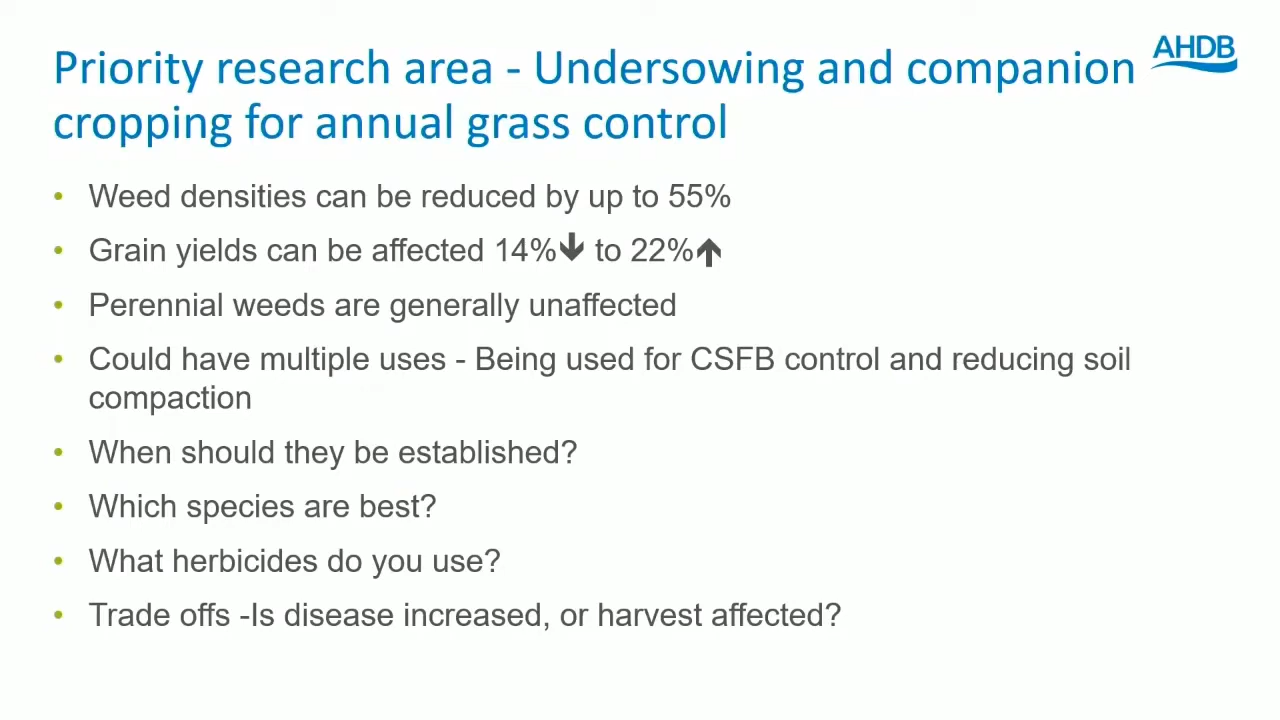 Priority research area - Undersowing and companion
cropping for annual grass control
AHDB
• Weed densities can be reduced by up to 55%
• Grain yields can be affected 14%🡇 to 22%🡅
• Perennial weeds are generally unaffected
• Could have multiple uses - Being used for CSFB control and reducing soil
compaction
• When should they be established?
• Which species are best?
• What herbicides do you use?
• Trade offs -Is disease increased, or harvest affected?